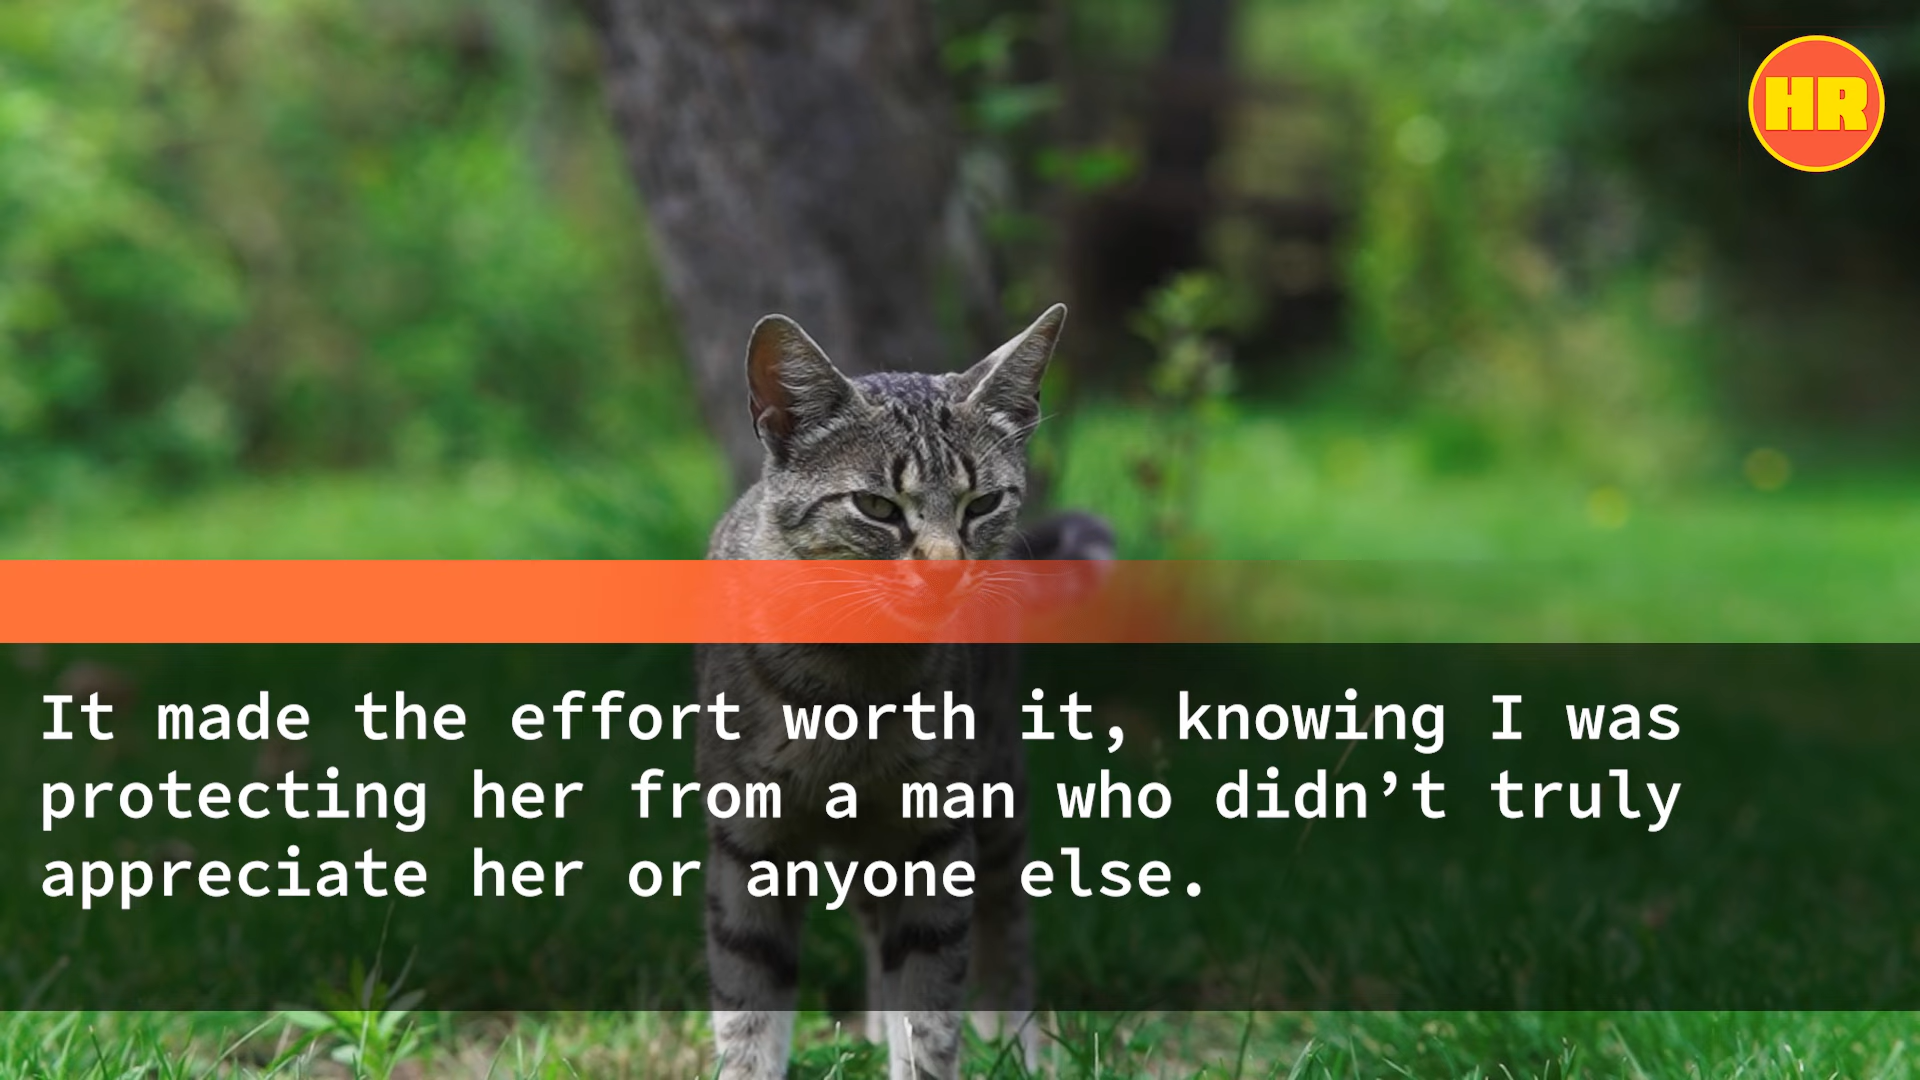 HR
It made the effort worth it, knowing I was
protecting her from a man who didn’t truly
appreciate her or anyone else.